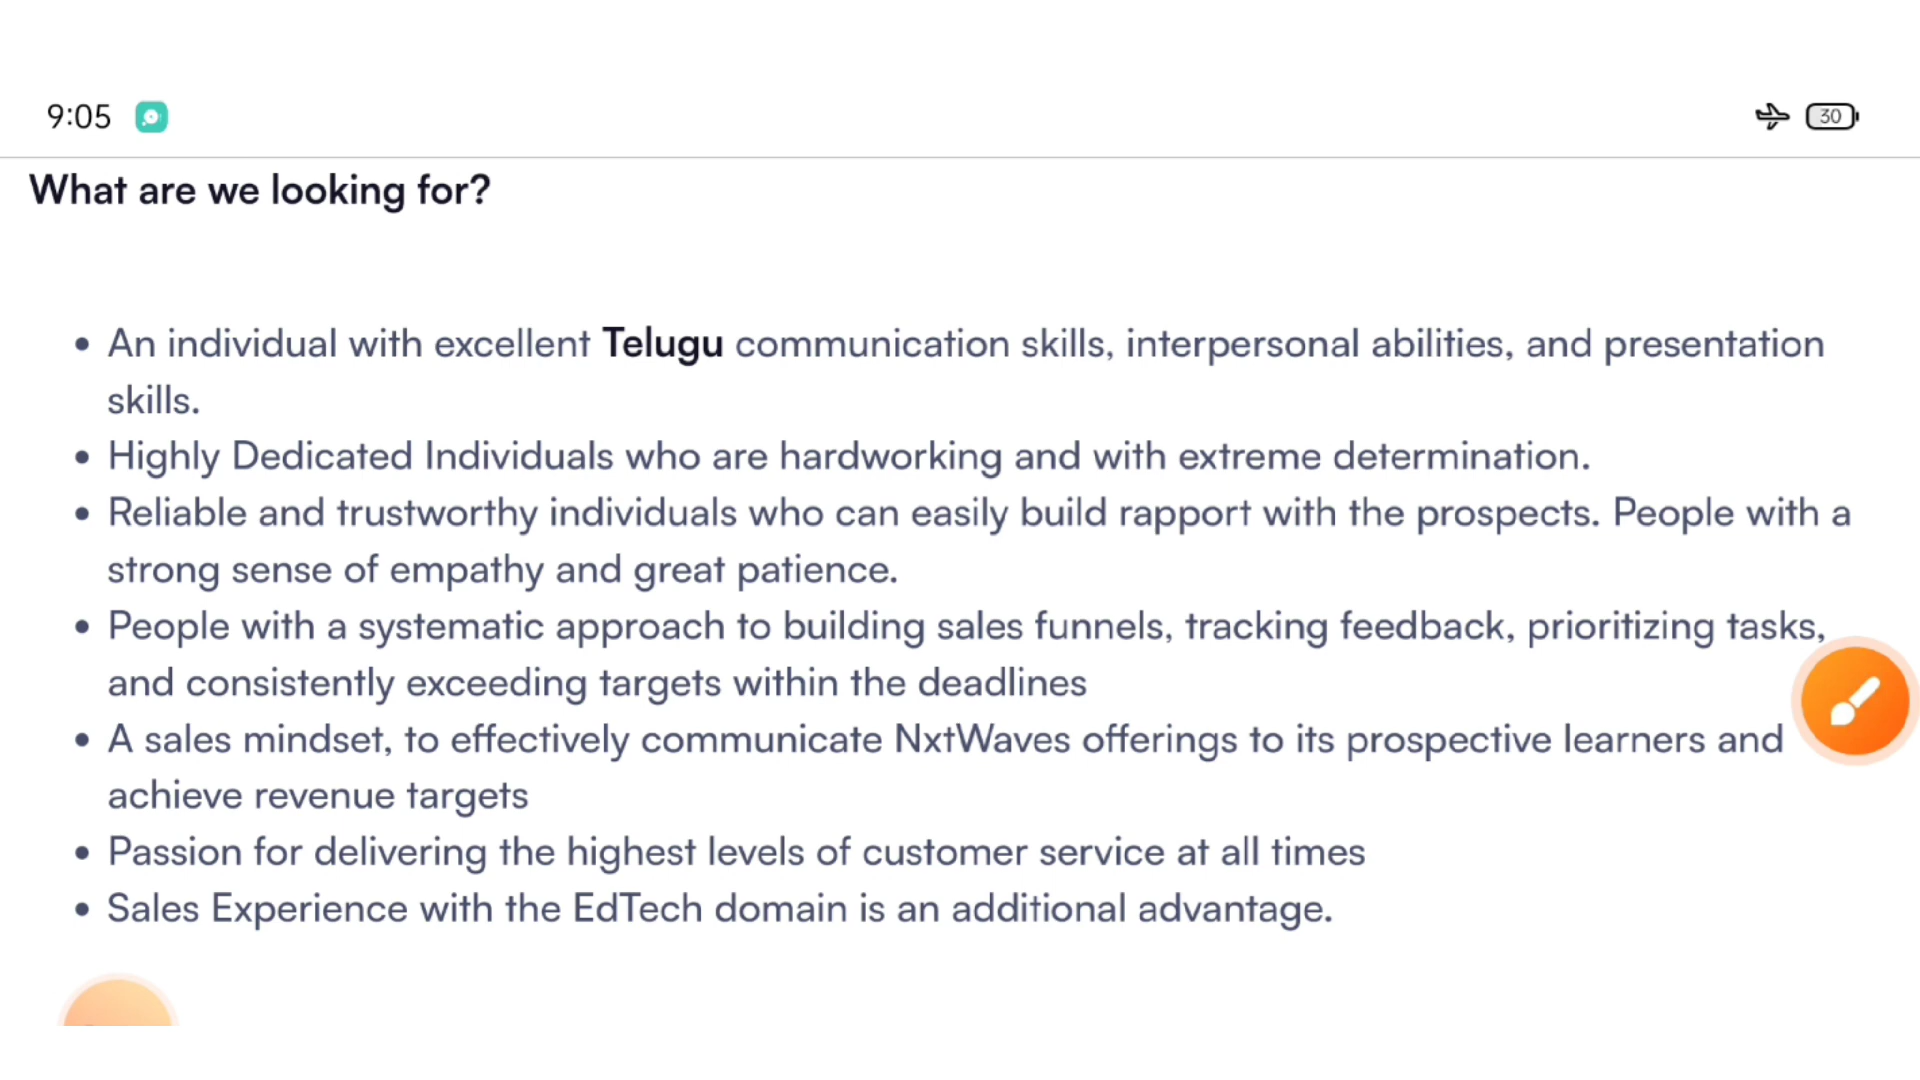 9:05
30
What are we looking for?
• An individual with excellent Telugu communication skills, interpersonal abilities, and presentation
skills.
• Highly Dedicated Individuals who are hardworking and with extreme determination.
• Reliable and trustworthy individuals who can easily build rapport with the prospects. People with a
strong sense of empathy and great patience.
• People with a systematic approach to building sales funnels, tracking feedback, prioritizing tasks,
and consistently exceeding targets within the deadlines
• A sales mindset, to effectively communicate NxtWaves offerings to its prospective learners and
achieve revenue targets
• Passion for delivering the highest levels of customer service at all times
• Sales Experience with the EdTech domain is an additional advantage.